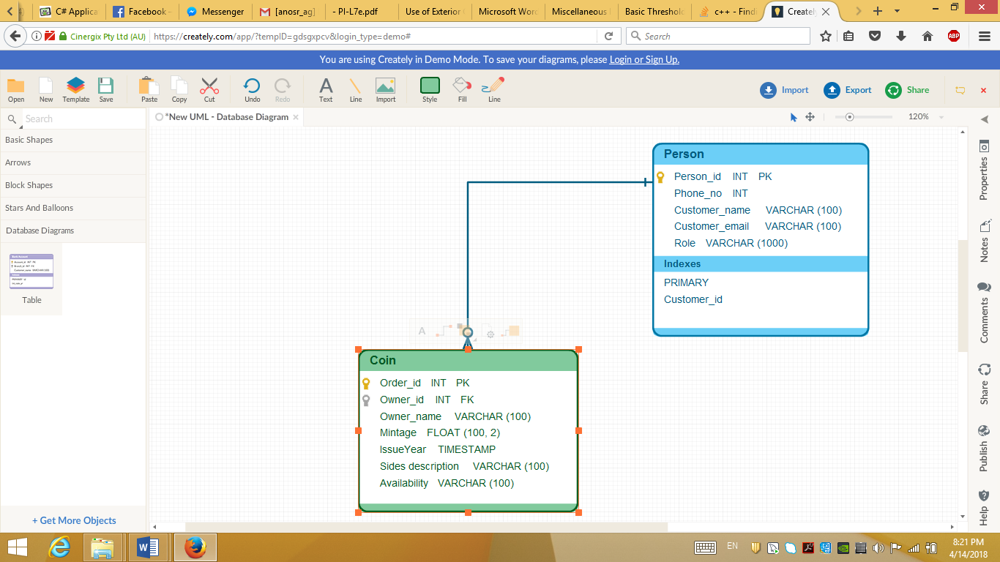 C# Applica
Facebook -
Messenger
[anosr_ag]
- PI-L7e.pdf
Use of Exterior
Microsoft Wor
Miscellaneous
Basic Threshold
c++ - Findi
Creately
Cinergix Pty Ltd (AU)
https://creately.com/app/?tempID=gdsgxpcv&login_type=demo#
Search
ABP
You are using Creately in Demo Mode. To save your diagrams, please Login or Sign Up.
Open
New
Template
Save
Paste
Copy
Cut
Undo
Redo
Text
Line
Import
Style
Fill
Line
Import
Export
Share
Search
*New UML - Database Diagram
120%
Basic Shapes
Arrows
Block Shapes
Stars And Balloons
Database Diagrams
Table
+ Get More Objects
Person
Person_id INT PK
Phone_no INT
Customer_name VARCHAR (100)
Customer_email VARCHAR (100)
Role VARCHAR (1000)
Indexes
PRIMARY
Customer_id
A
Coin
Order_id INT PK
Owner_id INT FK
Owner_name VARCHAR (100)
Mintage FLOAT (100, 2)
IssueYear TIMESTAMP
Sides description VARCHAR (100)
Availability VARCHAR (100)
Properties
Notes
Comments
Share
Publish
Help
EN
8:21 PM
4/14/2018